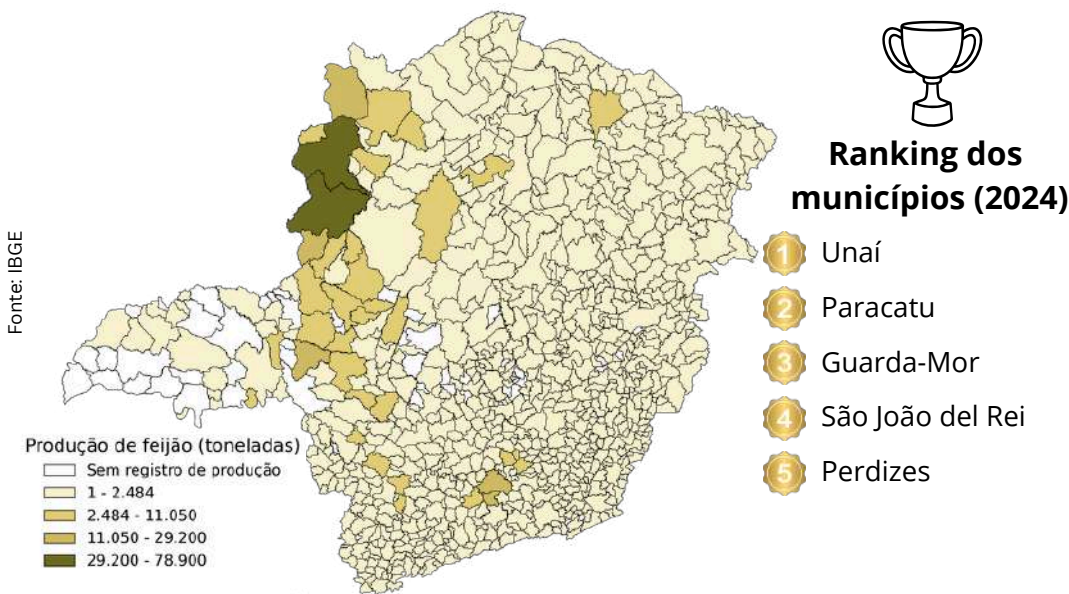 Fonte: IBGE
Produção de feijão (toneladas)
Sem registro de produção
1 - 2.484
2.484 - 11.050
11.050 - 29.200
29.200 - 78.900
Ranking dos
municípios (2024)
1 Unaí
2 Paracatu
3 Guarda-Mor
4 São João del Rei
5 Perdizes